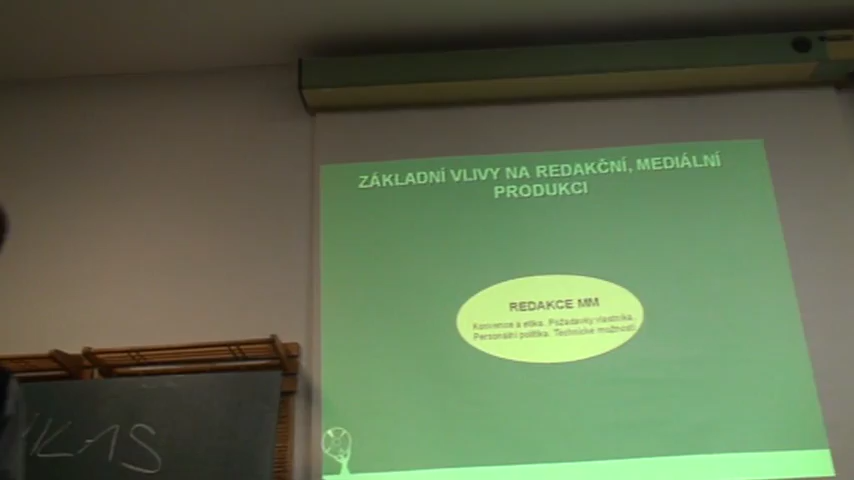 ZÁKLADNÍ VLIVY NA REDAKČNÍ, MEDIÁLNÍ
PRODUKCI
REDAKCE MM
Konvence a etika. Požadavky vlastníka.
Personální politika. Technické možnosti.